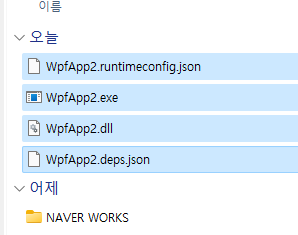 이름
오늘
WpfApp2.runtimeconfig.json
WpfApp2.exe
WpfApp2.dll
WpfApp2.deps.json
어제
NAVER WORKS